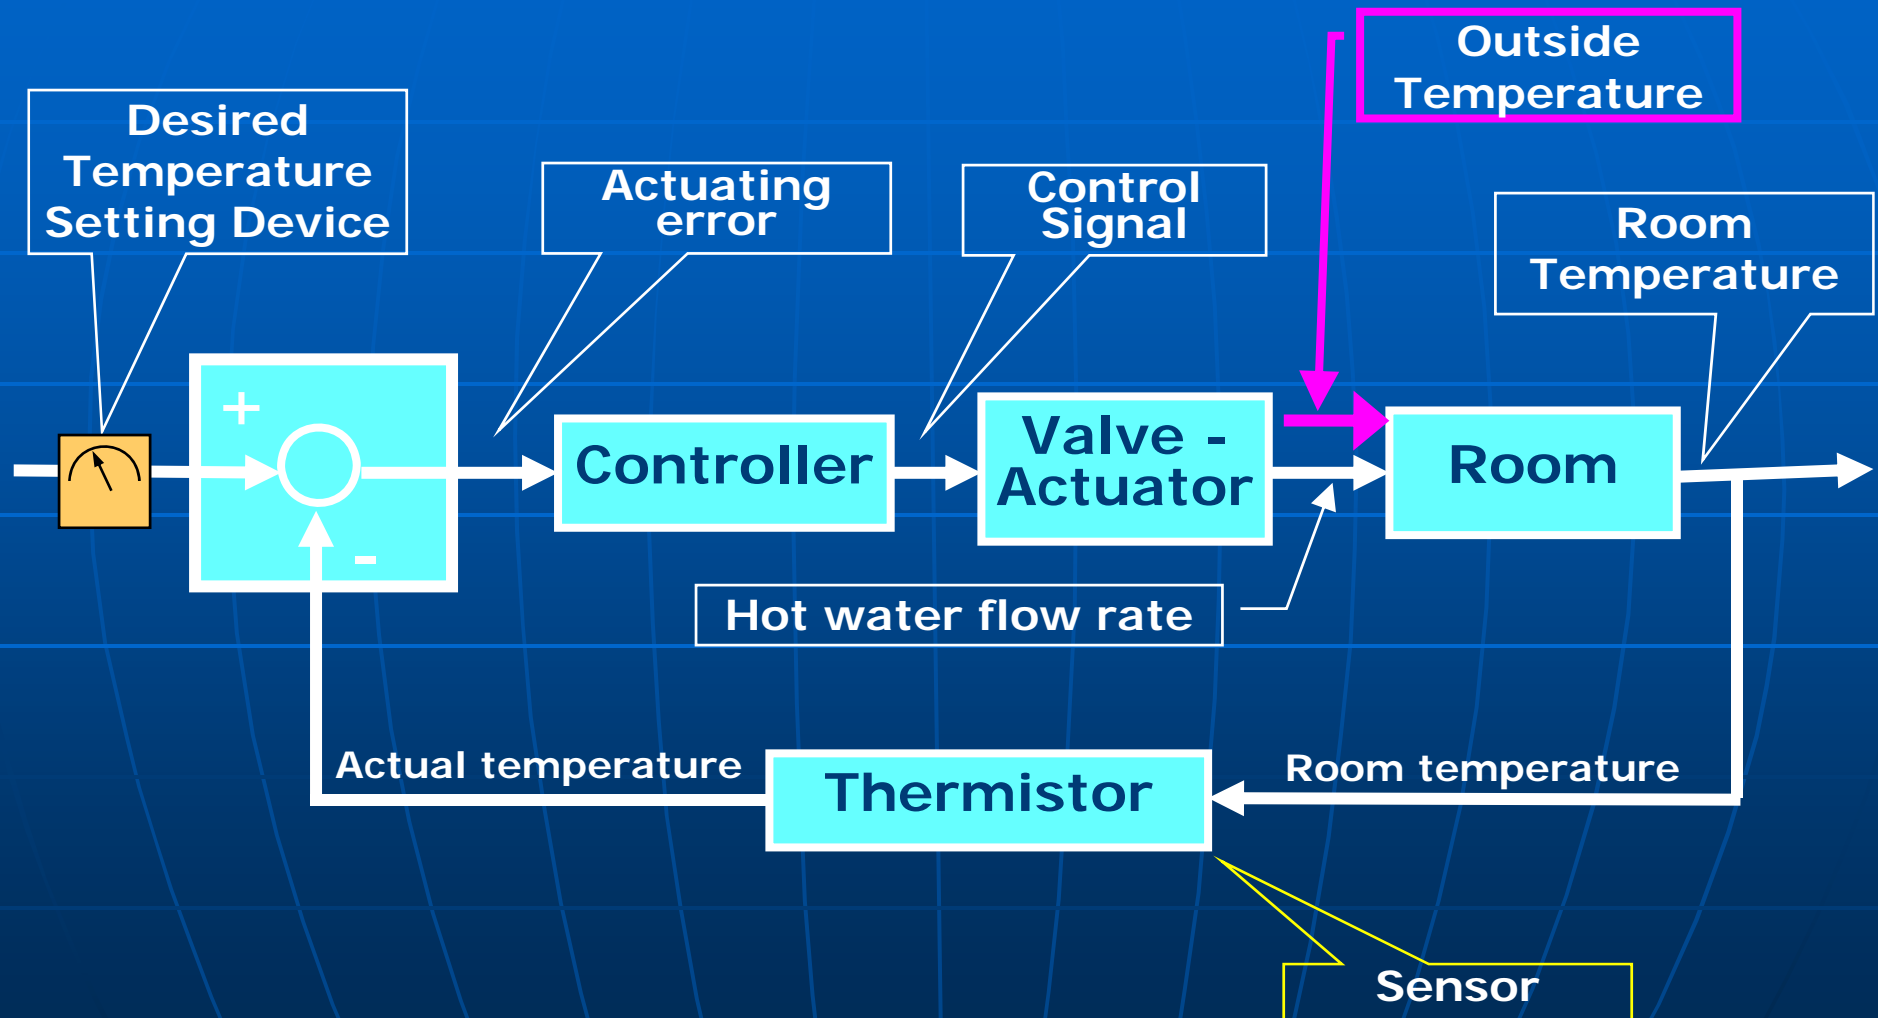 Outside
Temperature
Desired
Temperature
Setting Device
Actuating
error
Control
Signal
Room
Temperature
+
-
Controller
Valve -
Actuator
Room
Hot water flow rate
Actual temperature
Thermistor
Room temperature
Sensor